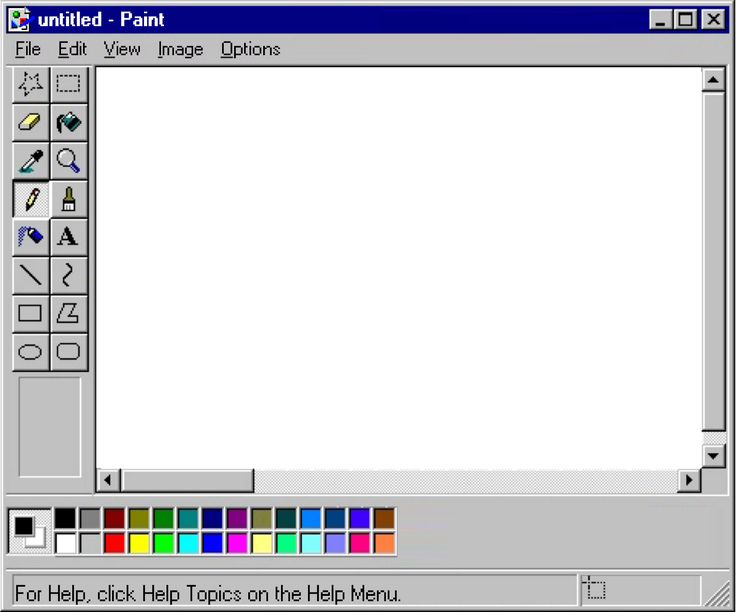 untitled - Paint
File Edit View Image Options
A
For Help, click Help Topics on the Help Menu.